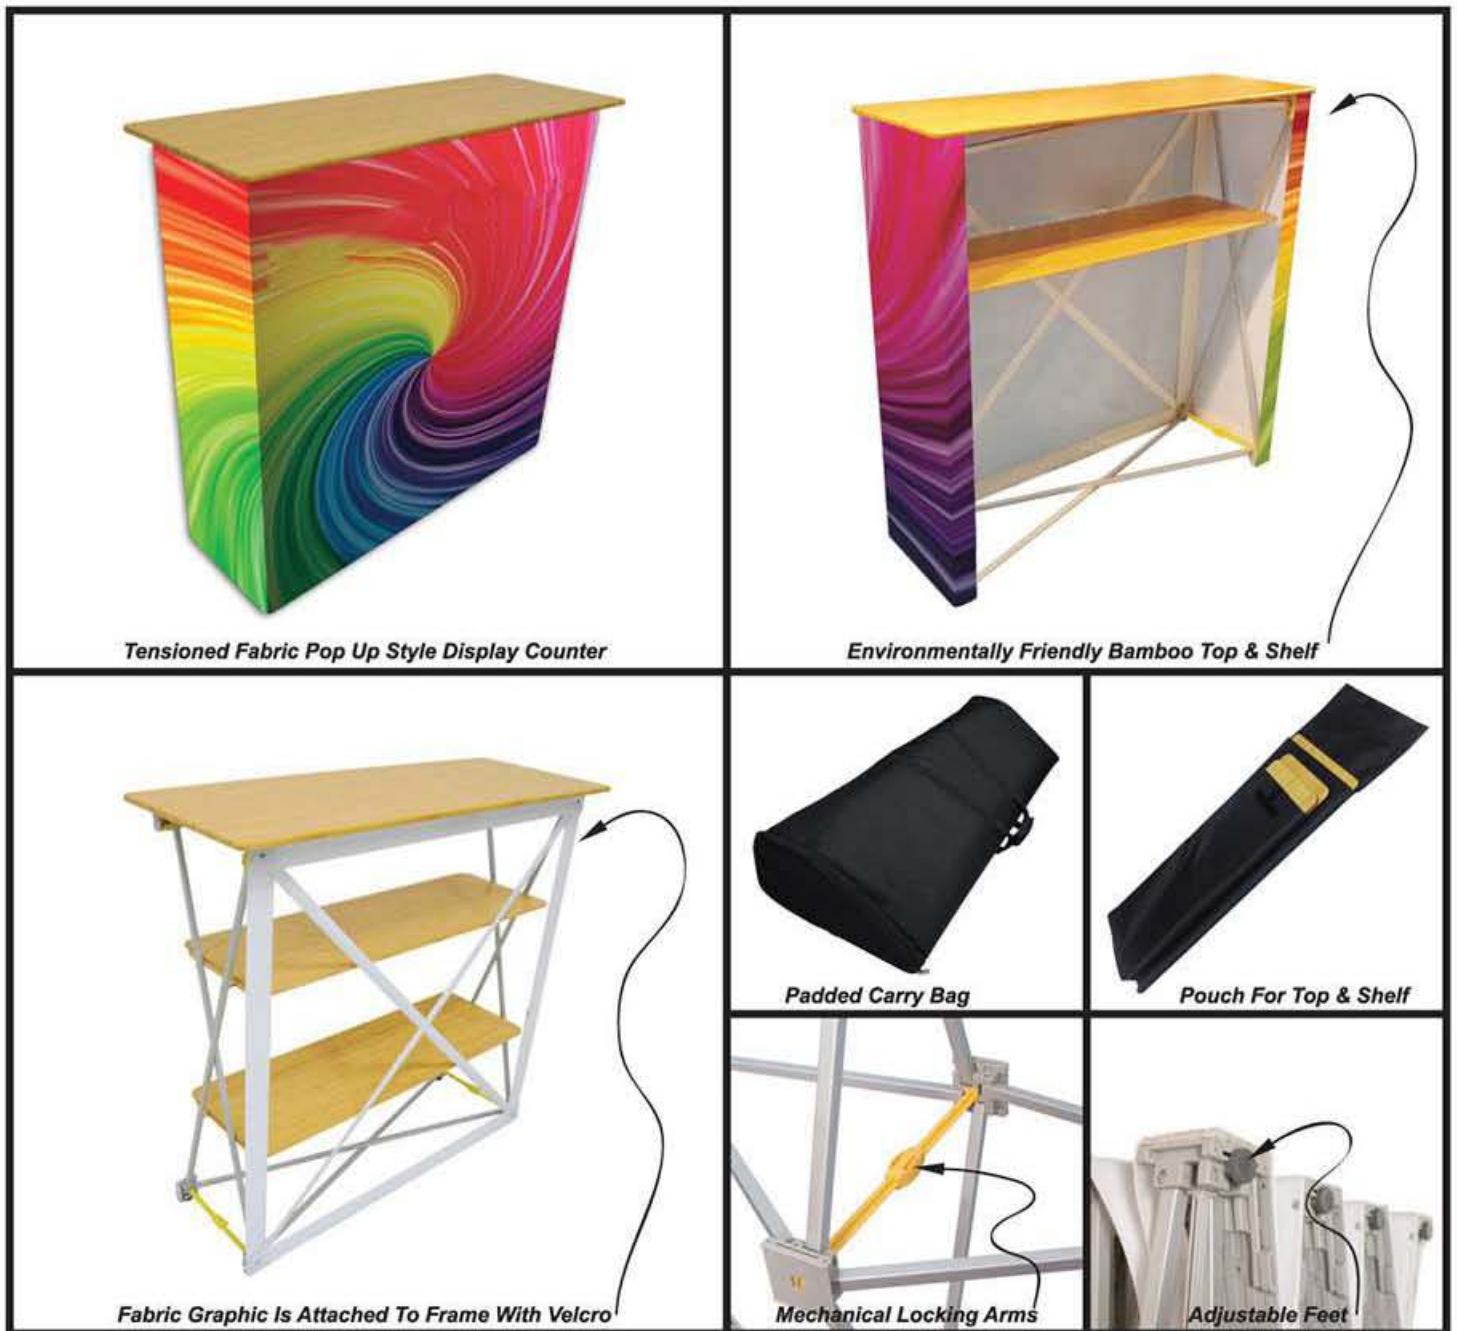 Tensioned Fabric Pop Up Style Display Counter
Environmentally Friendly Bamboo Top & Shelf
Fabric Graphic Is Attached To Frame With Velcro
Padded Carry Bag
Pouch For Top & Shelf
Mechanical Locking Arms
Adjustable Feet